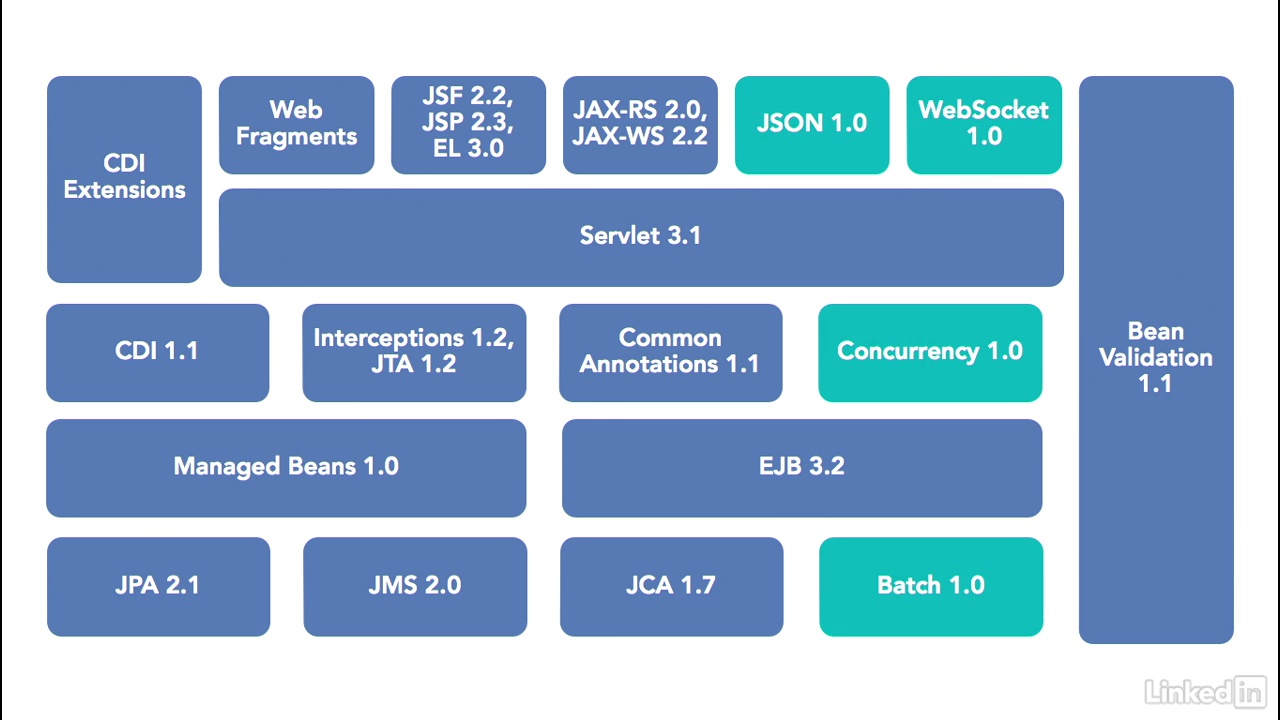 CDI
Extensions
Web
Fragments
JSF 2.2,
JSP 2.3,
EL 3.0
JAX-RS 2.0,
JAX-WS 2.2
JSON 1.0
WebSocket
1.0
Servlet 3.1
Bean
Validation
1.1
CDI 1.1
Interceptions 1.2,
JTA 1.2
Common
Annotations 1.1
Concurrency 1.0
Managed Beans 1.0
EJB 3.2
JPA 2.1
JMS 2.0
JCA 1.7
Batch 1.0
Linked in